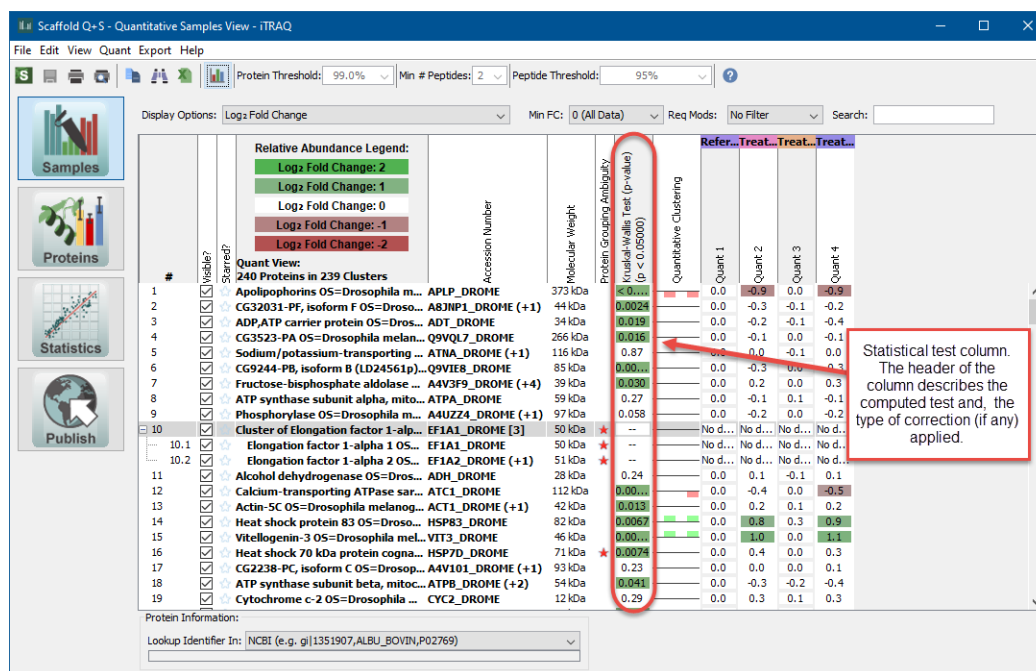 Scaffold Q+S - Quantitative Samples View - iTRAQ
File Edit View Quant Export Help
Protein Threshold: 99.0% Min # Peptides: 2 Peptide Threshold: 95%
Display Options: Log₂ Fold Change Min FC: 0 (All Data) Req Mods: No Filter Search:
Samples
Proteins
Statistics
Publish
Relative Abundance Legend:
Log₂ Fold Change: 2
Log₂ Fold Change: 1
Log₂ Fold Change: 0
Log₂ Fold Change: -1
Log₂ Fold Change: -2
Quant View:
240 Proteins in 239 Clusters
#
Visible?
Starred?
Accession Number
Molecular Weight
Protein Grouping Ambiguity
Kruskal-Wallis Test (p-value)
(p < 0.05000)
Quantitative Clustering
Refer... Treat... Treat... Treat...
Quant 1
Quant 2
Quant 3
Quant 4
1 Apolipophorins OS=Drosophila m... APLP_DROME 373 kDa < 0.... 0.0 -0.9 0.0 -0.9
2 CG32031-PF, isoform F OS=Droso... A8JNP1_DROME (+1) 44 kDa 0.0024 0.0 -0.3 -0.1 -0.2
3 ADP,ATP carrier protein OS=Dros... ADT_DROME 34 kDa 0.019 0.0 -0.2 -0.1 -0.4
4 CG3523-PA OS=Drosophila melan... Q9VQL7_DROME 266 kDa 0.016 0.0 -0.1 0.0 -0.1
5 Sodium/potassium-transporting ... ATNA_DROME (+1) 116 kDa 0.87 0.0 -0.1 0.0
6 CG9244-PB, isoform B (LD24561p)... Q9VIE8_DROME 85 kDa 0.00... 0.0 -0.3 0.0
7 Fructose-bisphosphate aldolase ... A4V3F9_DROME (+4) 39 kDa 0.030 0.0 0.2 0.0 0.3
8 ATP synthase subunit alpha, mito... ATPA_DROME 59 kDa 0.27 0.0 -0.1 0.1 -0.1
9 Phosphorylase OS=Drosophila m... A4UZZ4_DROME (+1) 97 kDa 0.058 0.0 -0.2 0.0 -0.2
10 Cluster of Elongation factor 1-alp... EF1A1_DROME [3] 50 kDa -- No d... No d... No d... No d...
10.1 Elongation factor 1-alpha 1 OS... EF1A1_DROME 50 kDa -- No d... No d... No d... No d...
10.2 Elongation factor 1-alpha 2 OS... EF1A2_DROME (+1) 51 kDa -- No d... No d... No d... No d...
11 Alcohol dehydrogenase OS=Dros... ADH_DROME 28 kDa 0.24 0.0 0.1 -0.1 0.1
12 Calcium-transporting ATPase sar... ATC1_DROME 112 kDa 0.00... 0.0 -0.4 0.0 -0.5
13 Actin-5C OS=Drosophila melanog... ACT1_DROME (+1) 42 kDa 0.013 0.0 0.2 0.1 0.2
14 Heat shock protein 83 OS=Droso... HSP83_DROME 82 kDa 0.0067 0.0 0.8 0.3 0.9
15 Vitellogenin-3 OS=Drosophila mel... VIT3_DROME 46 kDa 0.00... 0.0 1.0 0.0 1.1
16 Heat shock 70 kDa protein cogna... HSP7D_DROME 71 kDa 0.0074 0.0 0.4 0.0 0.3
17 CG2238-PC, isoform C OS=Drosop... A4V101_DROME (+1) 93 kDa 0.23 0.0 0.0 0.0 0.1
18 ATP synthase subunit beta, mitoc... ATPB_DROME (+2) 54 kDa 0.041 0.0 -0.3 -0.2 -0.4
19 Cytochrome c-2 OS=Drosophila ... CYC2_DROME 12 kDa 0.29 0.0 0.3 0.1 0.3
Statistical test column.
The header of the
column describes the
computed test and, the
type of correction (if any)
applied.
Protein Information:
Lookup Identifier In: NCBI (e.g. gi|1351907,ALBU_BOVIN,P02769)